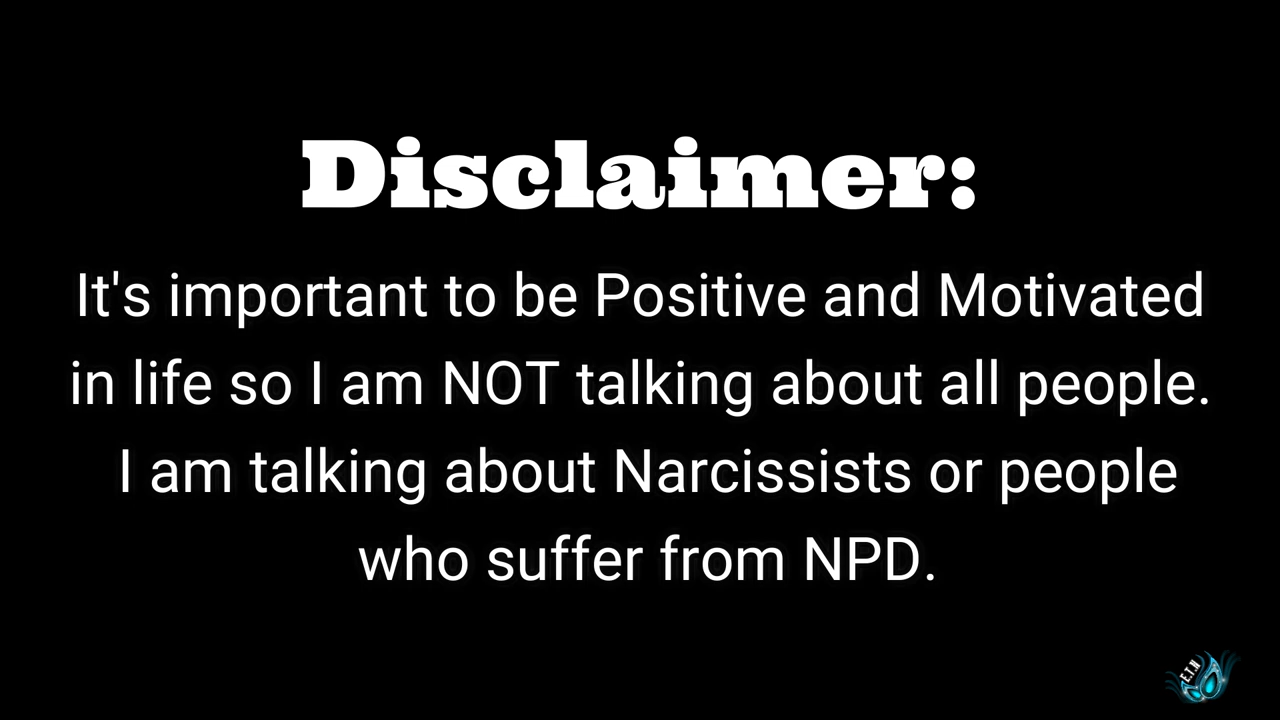 Disclaimer:
It's important to be Positive and Motivated
in life so I am NOT talking about all people.
I am talking about Narcissists or people
who suffer from NPD.
E.T.N